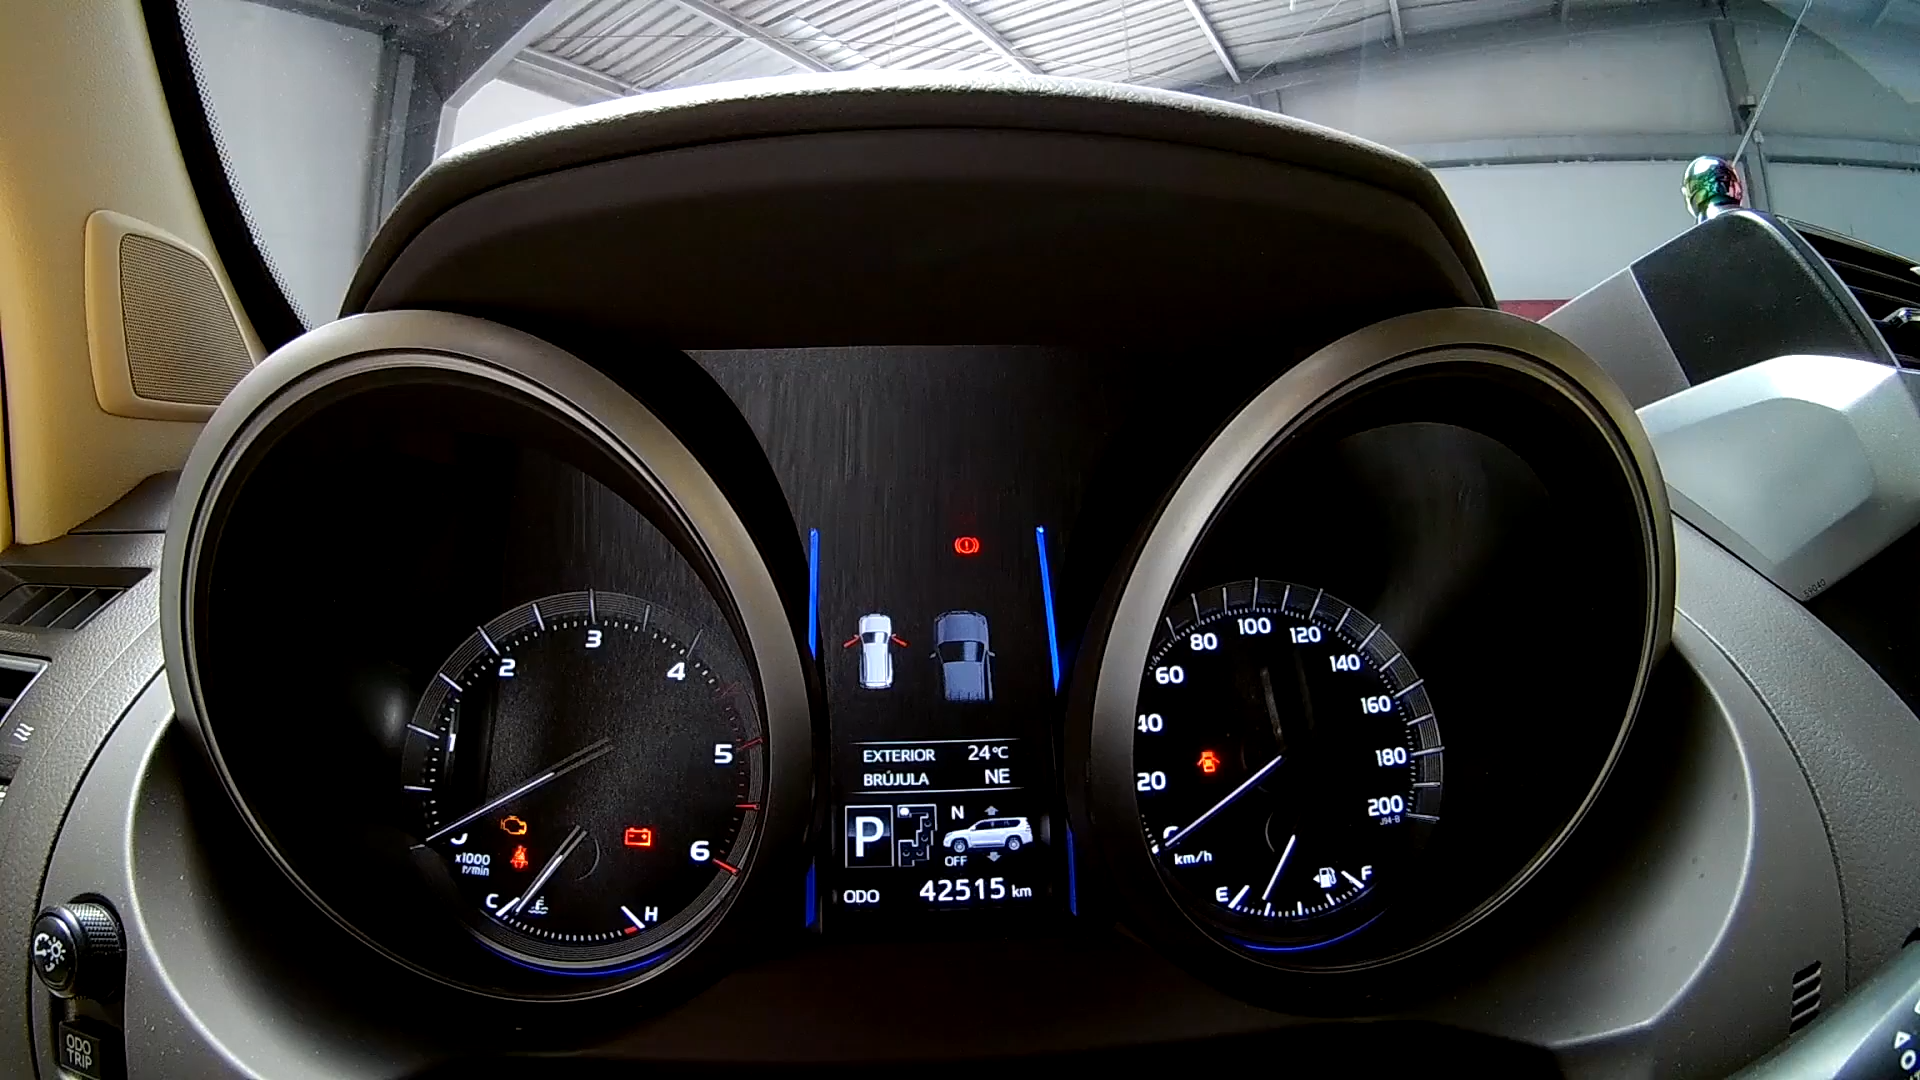 2
3
4
5
6
x1000
r/min
C
H
EXTERIOR 24°C
BRÚJULA NE
P
N
OFF
ODO 42515 km
20
40
60
80
100
120
140
160
180
200
J94-B
km/h
E
F
ODO
TRIP